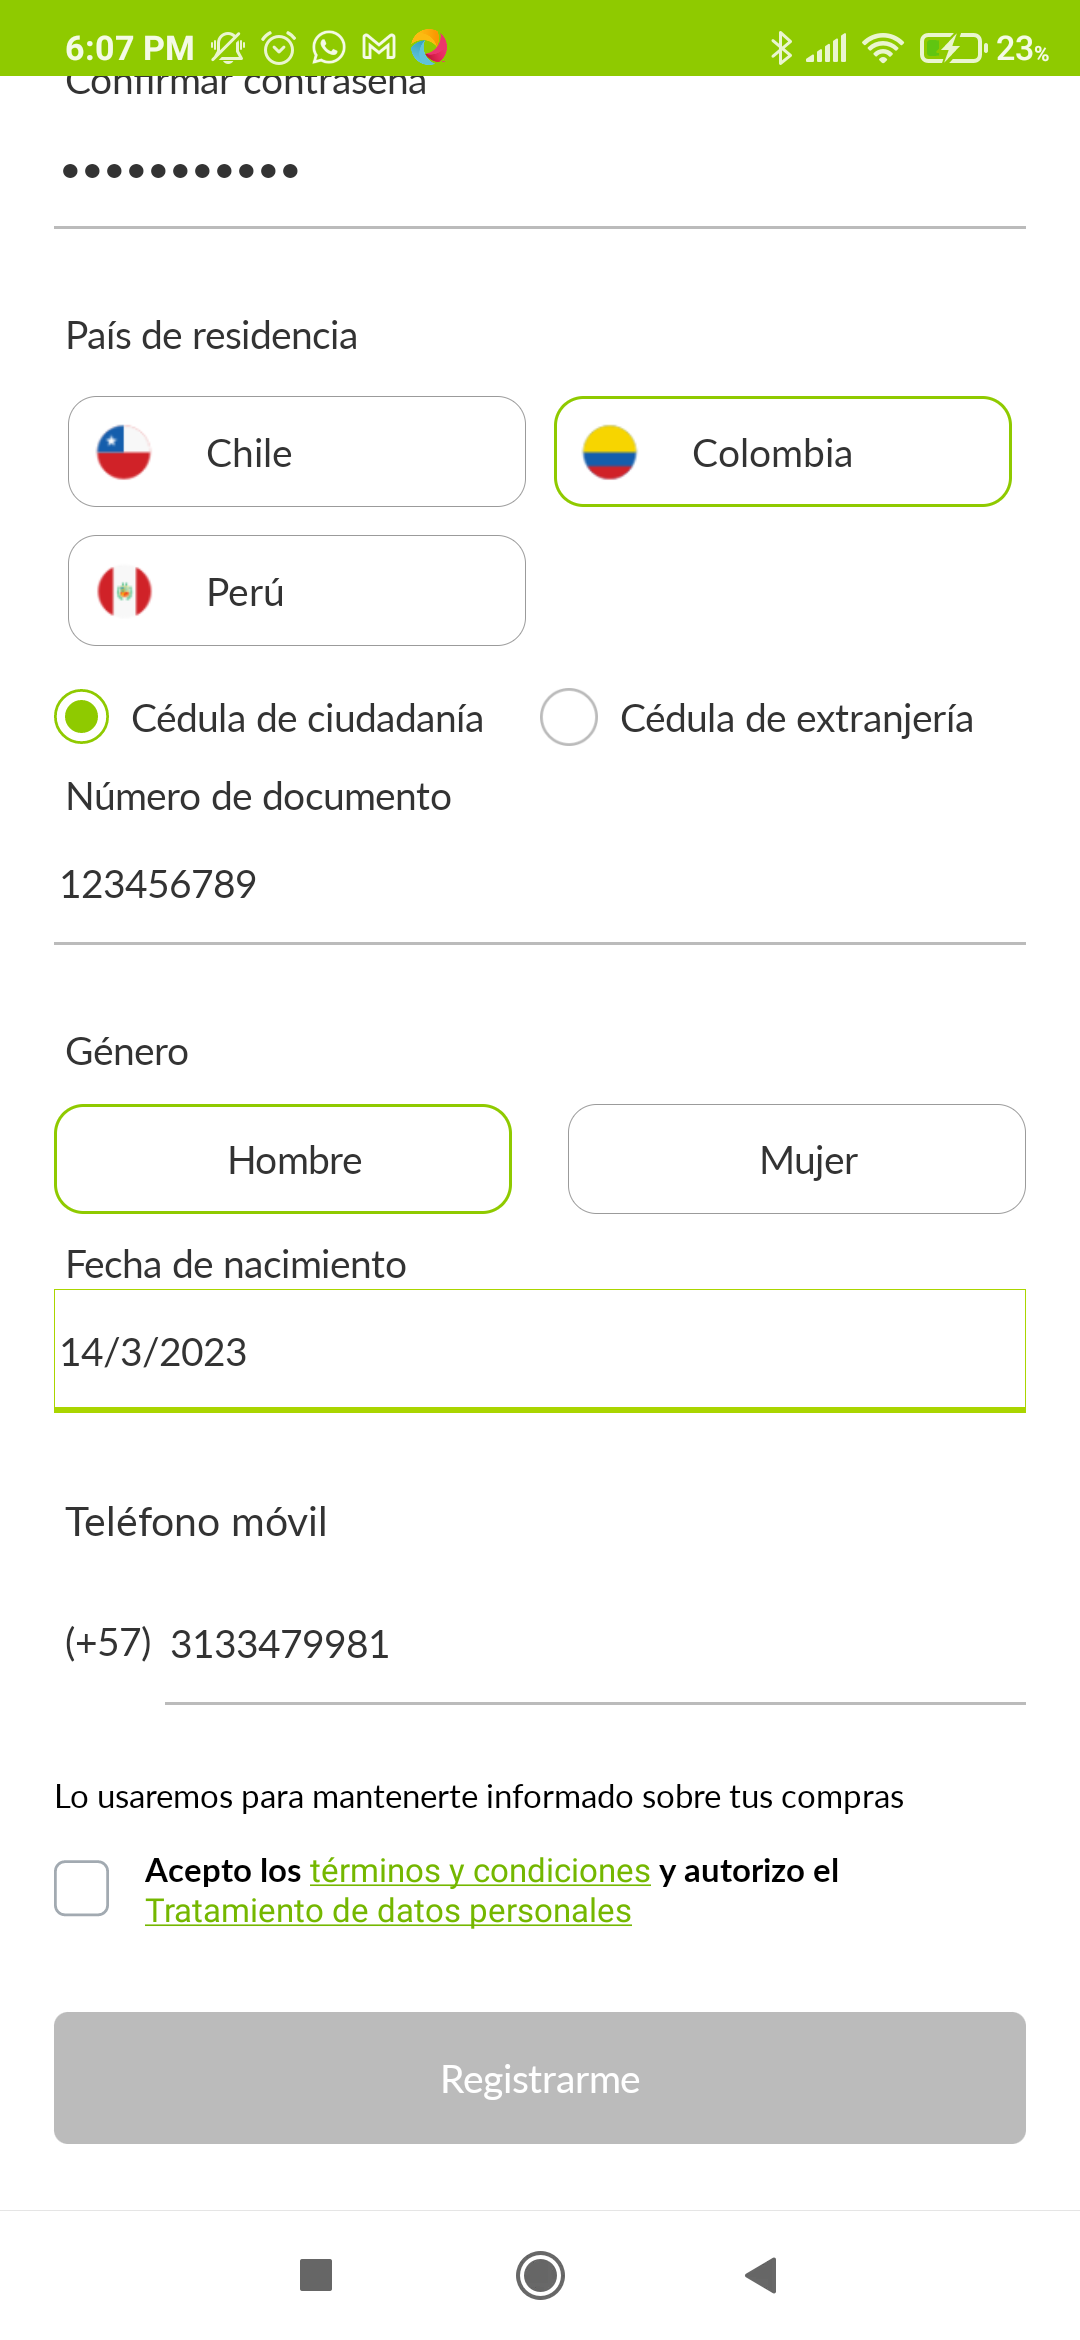 6:07 PM 23%
Confirmar contraseña
•••••••••••
País de residencia
Chile Colombia
Perú
Cédula de ciudadanía Cédula de extranjería
Número de documento
123456789
Género
Hombre Mujer
Fecha de nacimiento
14/3/2023
Teléfono móvil
(+57) 3133479981
Lo usaremos para mantenerte informado sobre tus compras
Acepto los términos y condiciones y autorizo el
Tratamiento de datos personales
Registrarme